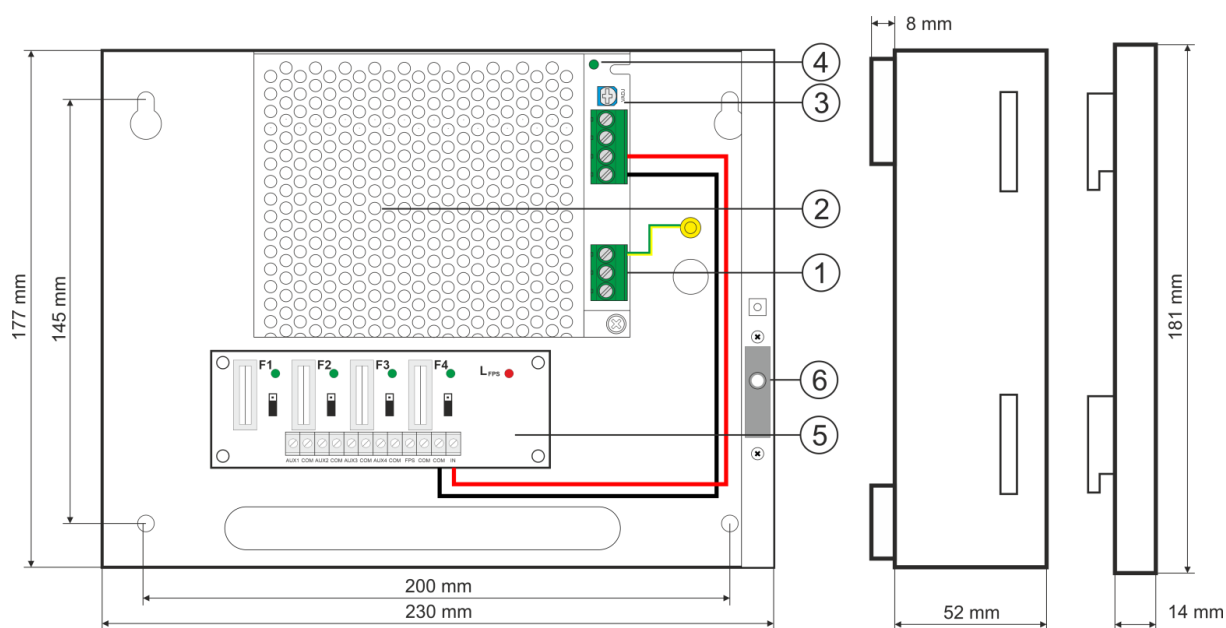 8 mm
4
3
2
1
6
5
177 mm
145 mm
181 mm
F1 F2 F3 F4 L FPS
AUX1 COM AUX2 COM AUX3 COM AUX4 COM FPS COM COM IN
200 mm
230 mm
52 mm
14 mm